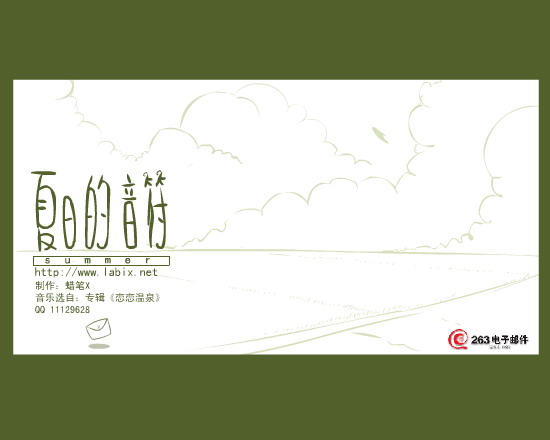 夏日的音符
summer
http://www.labix.net
制作：蜡笔X
音乐选自：专辑《恋恋温泉》
QQ 11129628
263电子邮件